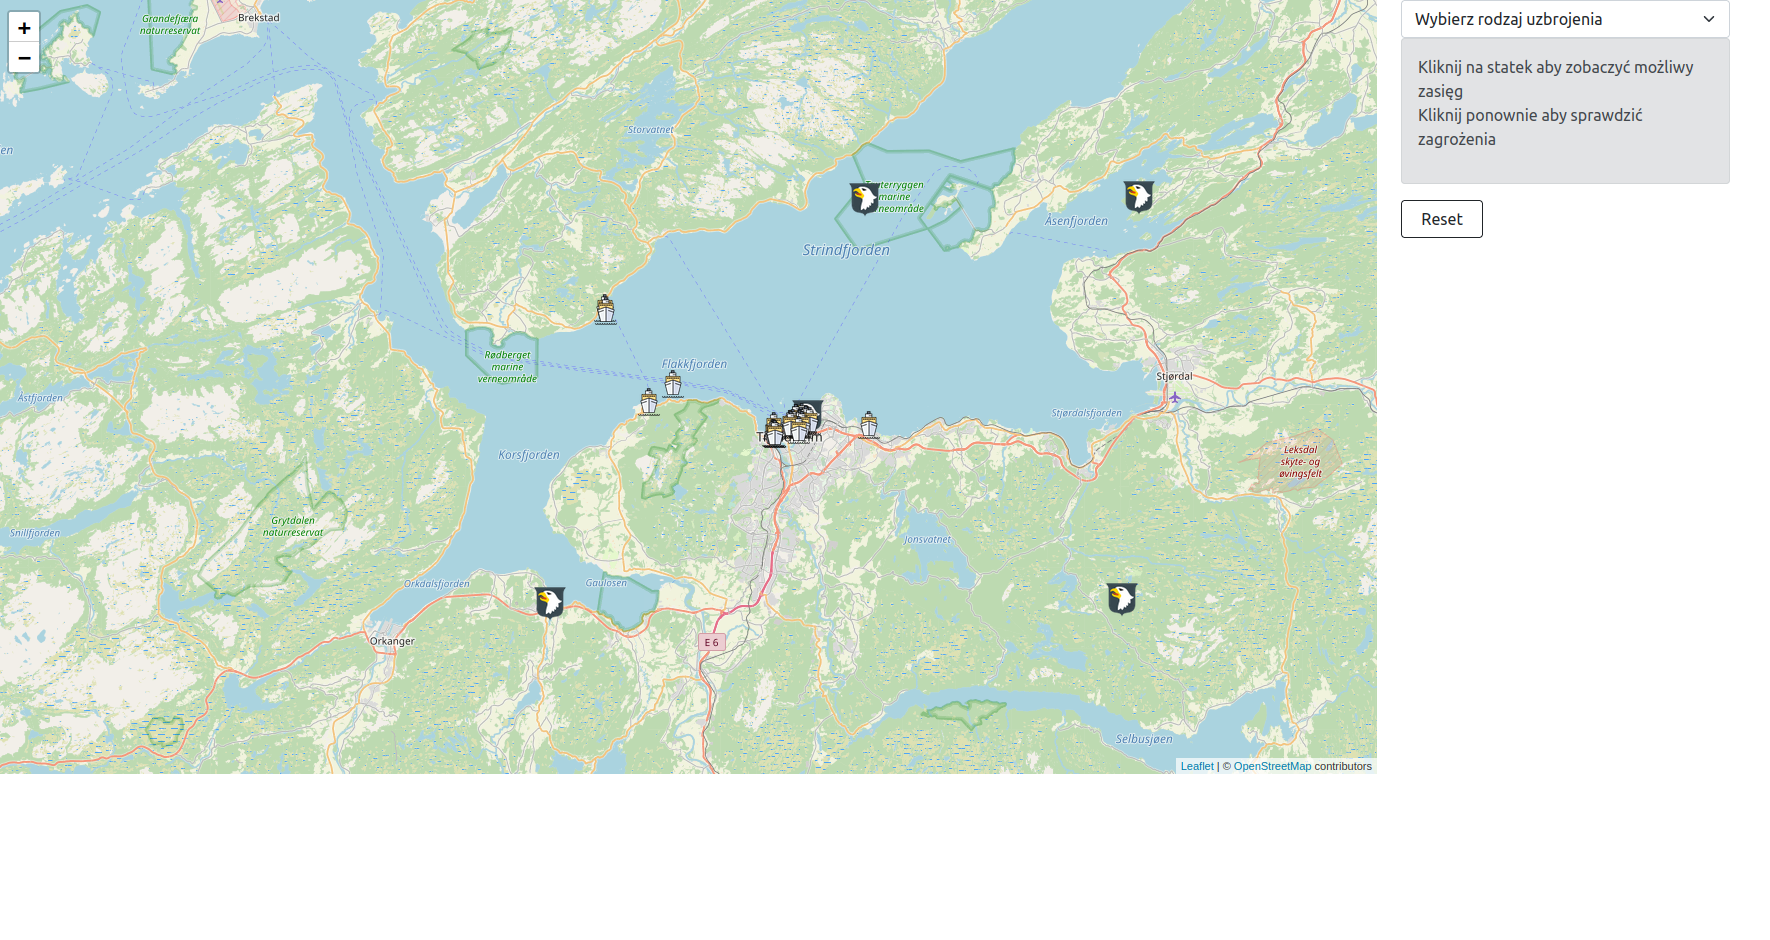 +
−
Grandefjæra
naturreservat
Brekstad
Storvatnet
marine
Åsenfjorden
Strindfjorden
Rødberget
marine
verneområde
Flakkfjorden
Åstfjorden
Stjørdal
Stjørdalsfjorden
Korsfjorden
Leksdal
skyte- og
øvingsfelt
Grytdalen
naturreservat
Snillfjorden
Jonsvatnet
Orkdalsfjorden
Gaulosen
Orkanger
E 6
Selbusjøen
Leaflet | © OpenStreetMap contributors
Wybierz rodzaj uzbrojenia
Kliknij na statek aby zobaczyć możliwy
zasięg
Kliknij ponownie aby sprawdzić
zagrożenia
Reset